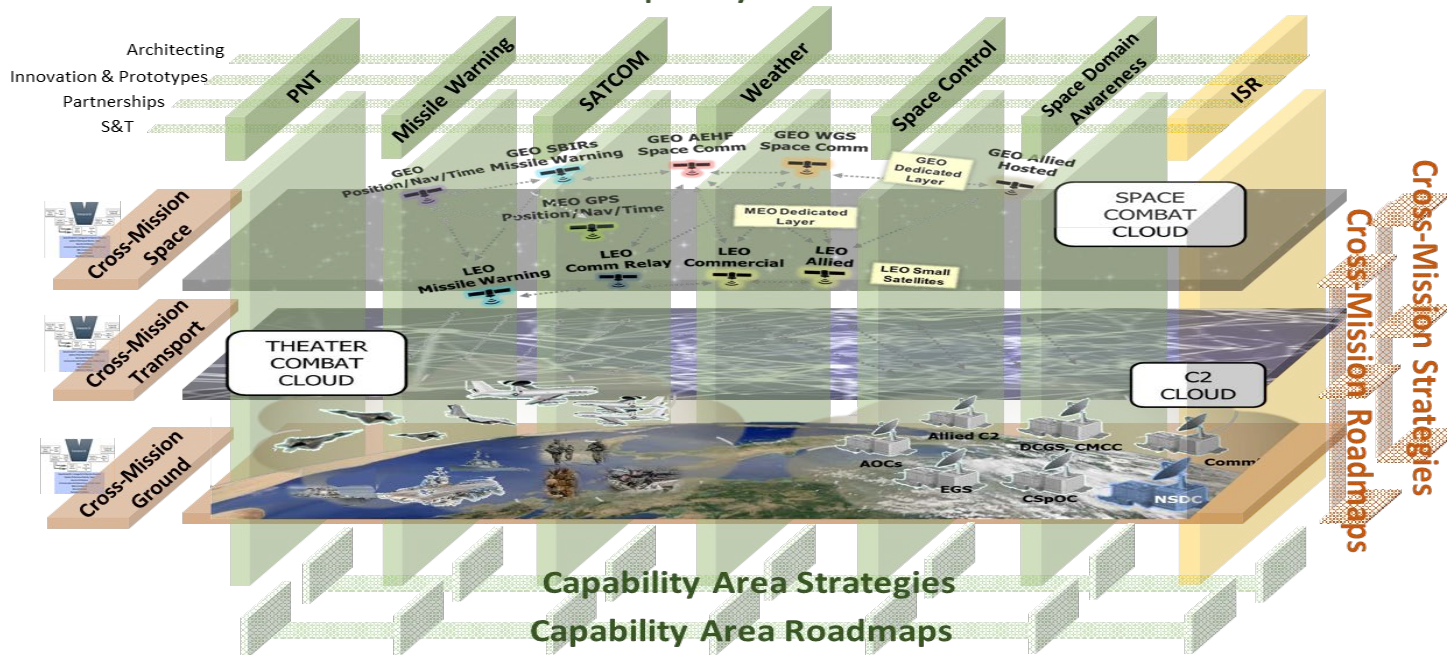 Architecting
Innovation & Prototypes
Partnerships
S&T
PNT
Missile Warning
SATCOM
Weather
Space Control
Space Domain
Awareness
ISR
GEO
Position/Nav/Time
GEO SBIRs
Missile Warning
GEO AEHF
Space Comm
GEO WGS
Space Comm
GEO
Dedicated
Layer
GEO Allied
Hosted
MEO GPS
Position/Nav/Time
MEO Dedicated
Layer
SPACE
COMBAT
CLOUD
LEO
Missile Warning
LEO
Comm Relay
LEO
Commercial
LEO
Allied
LEO Small
Satellites
Cross-Mission
Space
Cross-Mission
Transport
Cross-Mission
Ground
THEATER
COMBAT
CLOUD
C2
CLOUD
AOCs
Allied C2
DCGS, CMCC
EGS
CSpOC
NSDC
Cross-Mission Strategies
Cross-Mission Roadmaps
Capability Area Strategies
Capability Area Roadmaps